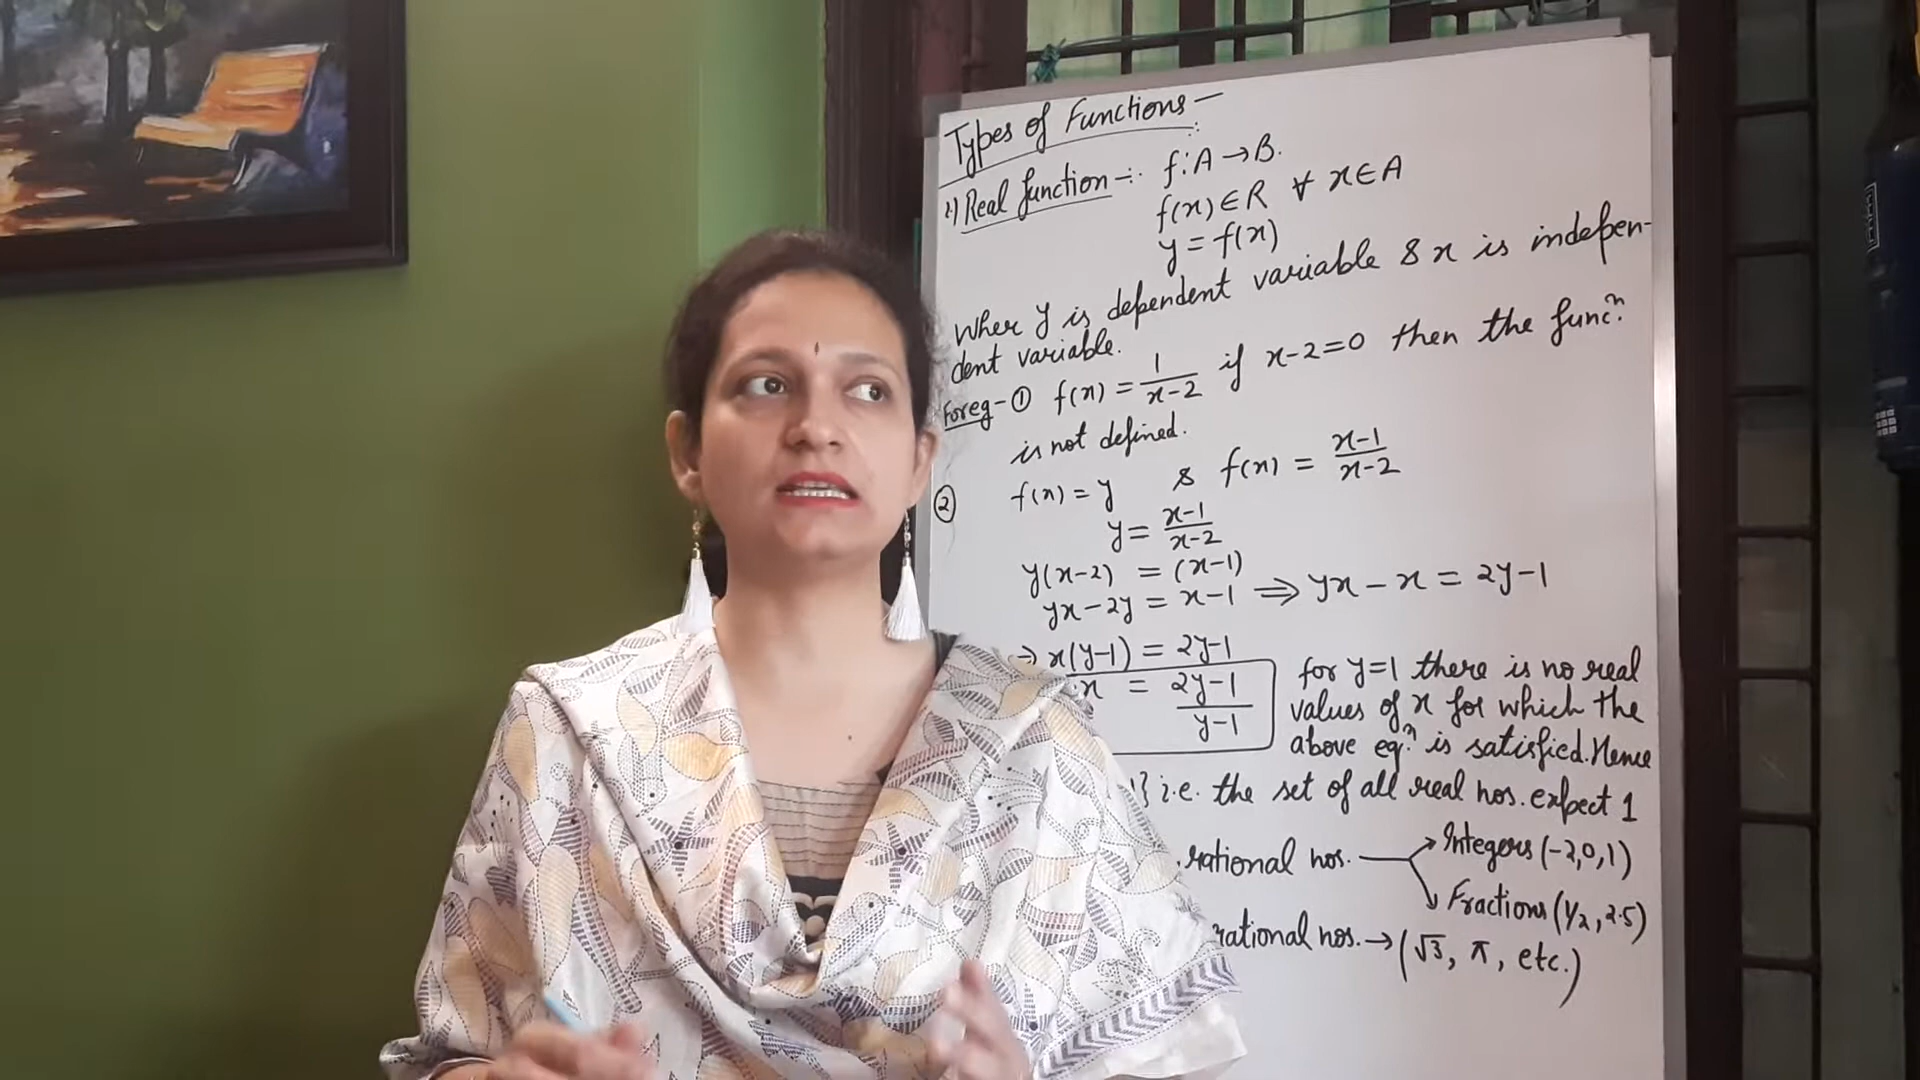 Types of Functions —
1) Real function -:- f:A→B.
f(x)∈R ∀ x∈A
y = f(x)
Wher y is dependent variable & x is indepen-
dent variable.
For eg - ① f(x) = 1/(x-2) if x-2=0 then the funcⁿ.
is not defined.
② f(x) = y & f(x) = (x-1)/(x-2)
y = (x-1)/(x-2)
y(x-2) = (x-1)
yx-2y = x-1 ⇒ yx - x = 2y-1
⇒ x(y-1) = 2y-1
x = (2y-1)/(y-1)
for y=1 there is no real
values of x for which the
above eqⁿ. is satisfied. Hence
1} i.e. the set of all real nos. expect 1
rational nos. → Integers (-2,0,1)
→ Fractions (1/2, 2.5)
rational nos. → (√3, π, etc.)